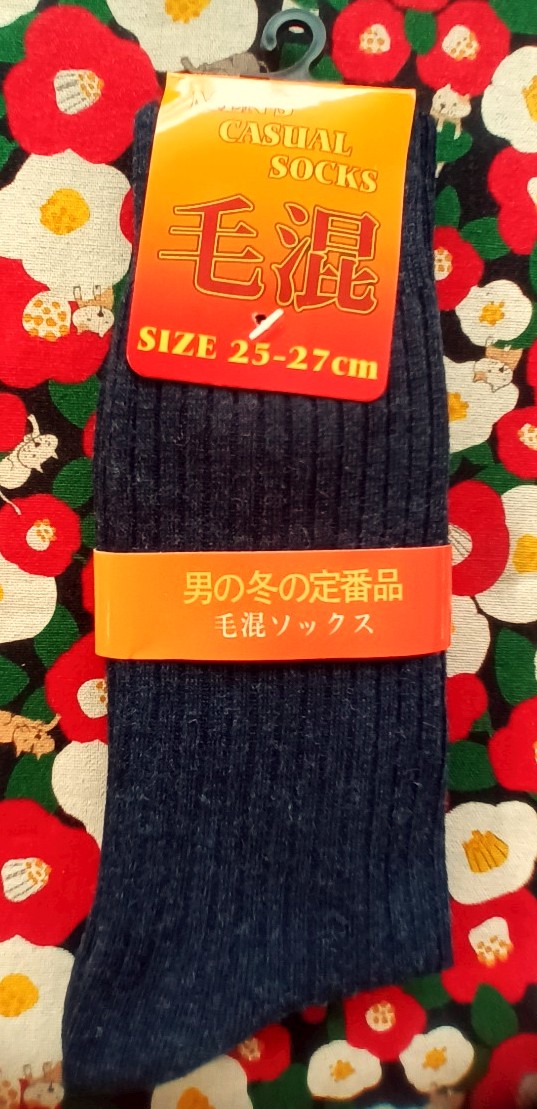 CASUAL
SOCKS
毛混
SIZE 25-27cm
男の冬の定番品
毛混ソックス